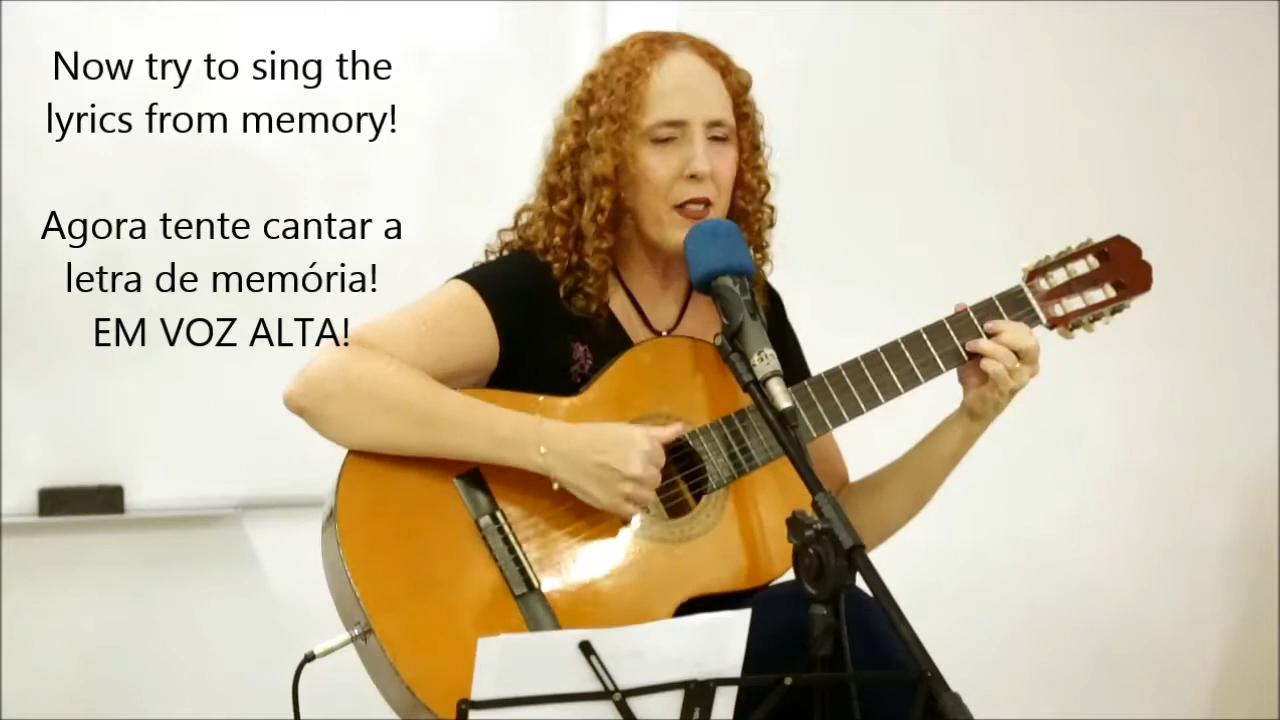 Now try to sing the
lyrics from memory!
Agora tente cantar a
letra de memória!
EM VOZ ALTA!